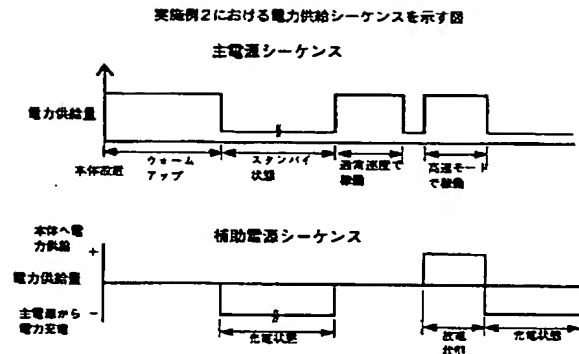 実施例2における電力供給シーケンスを示す図
主電源シーケンス
電力供給量
本体設置
ウォーム
アップ
スタンバイ
状態
通常速度で
稼働
高速モード
で稼働
本体へ電
力供給
+
補助電源シーケンス
電力供給量
主電源から
電力充電
-
充電状態
放電
状態
充電状態